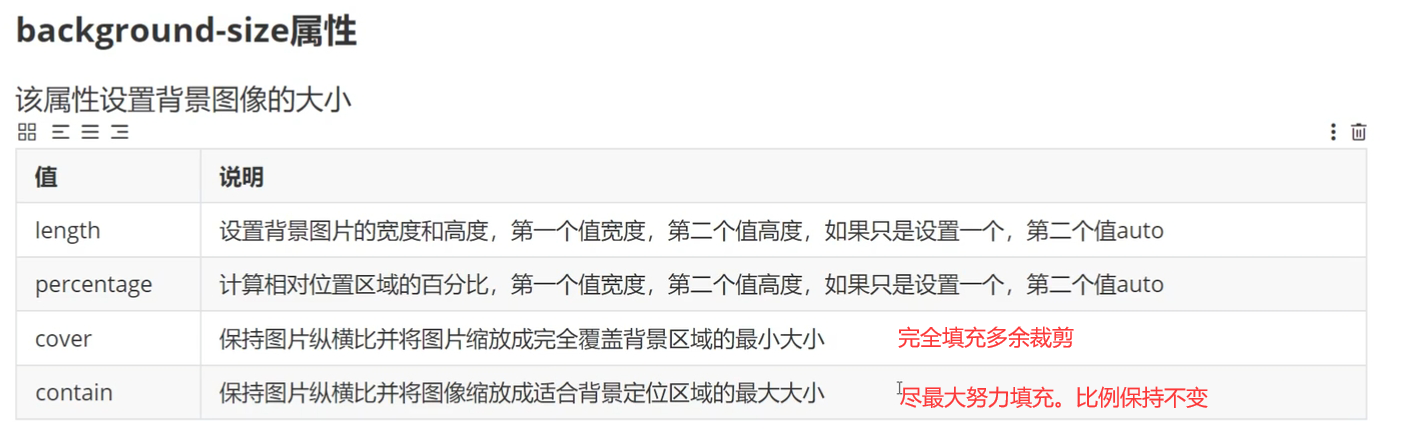 background-size属性
该属性设置背景图像的大小
值 说明
length 设置背景图片的宽度和高度，第一个值宽度，第二个值高度，如果只是设置一个，第二个值auto
percentage 计算相对位置区域的百分比，第一个值宽度，第二个值高度，如果只是设置一个，第二个值auto
cover 保持图片纵横比并将图片缩放成完全覆盖背景区域的最小大小 完全填充多余裁剪
contain 保持图片纵横比并将图像缩放成适合背景定位区域的最大大小 尽最大努力填充。比例保持不变